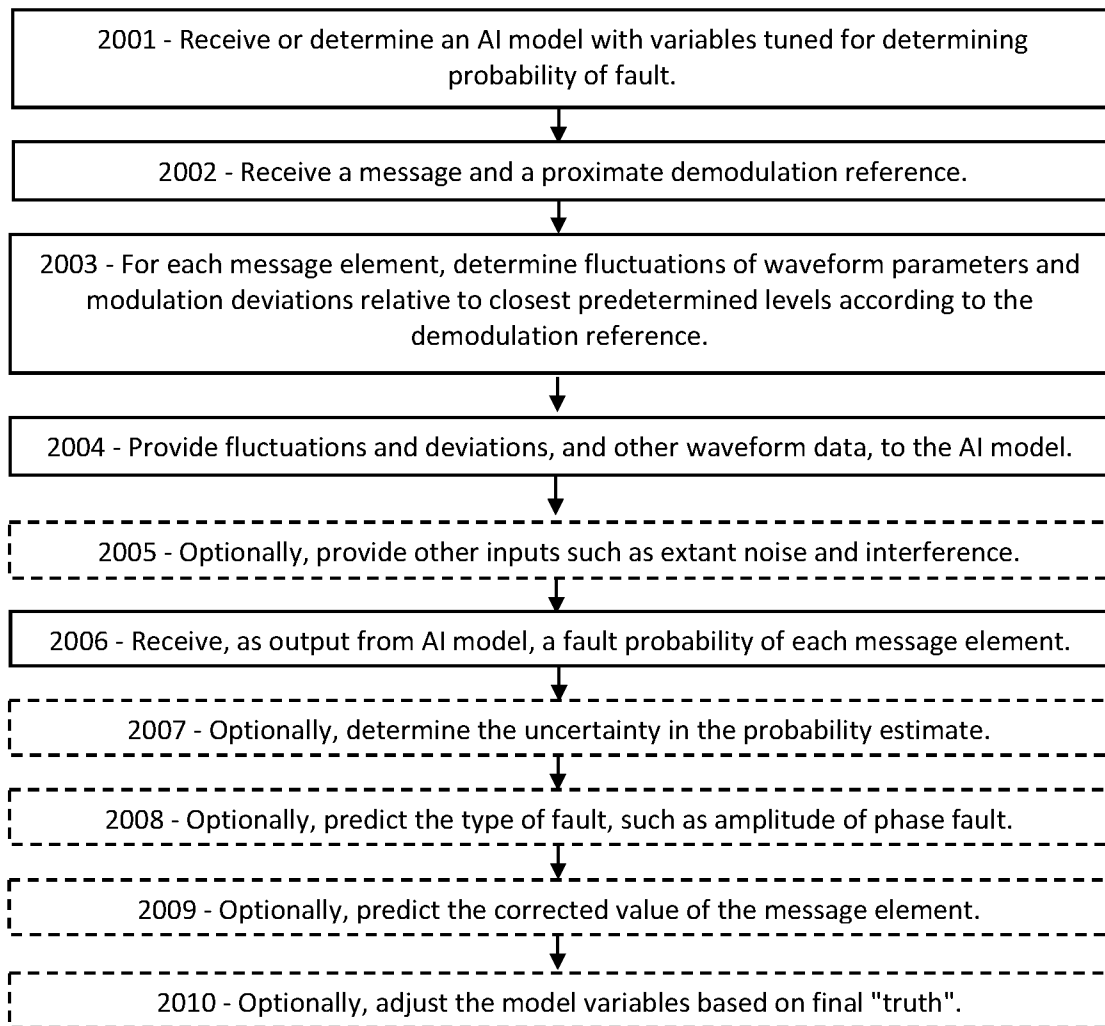 2001 - Receive or determine an AI model with variables tuned for determining
probability of fault.
2002 - Receive a message and a proximate demodulation reference.
2003 - For each message element, determine fluctuations of waveform parameters and
modulation deviations relative to closest predetermined levels according to the
demodulation reference.
2004 - Provide fluctuations and deviations, and other waveform data, to the AI model.
2005 - Optionally, provide other inputs such as extant noise and interference.
2006 - Receive, as output from AI model, a fault probability of each message element.
2007 - Optionally, determine the uncertainty in the probability estimate.
2008 - Optionally, predict the type of fault, such as amplitude of phase fault.
2009 - Optionally, predict the corrected value of the message element.
2010 - Optionally, adjust the model variables based on final "truth".